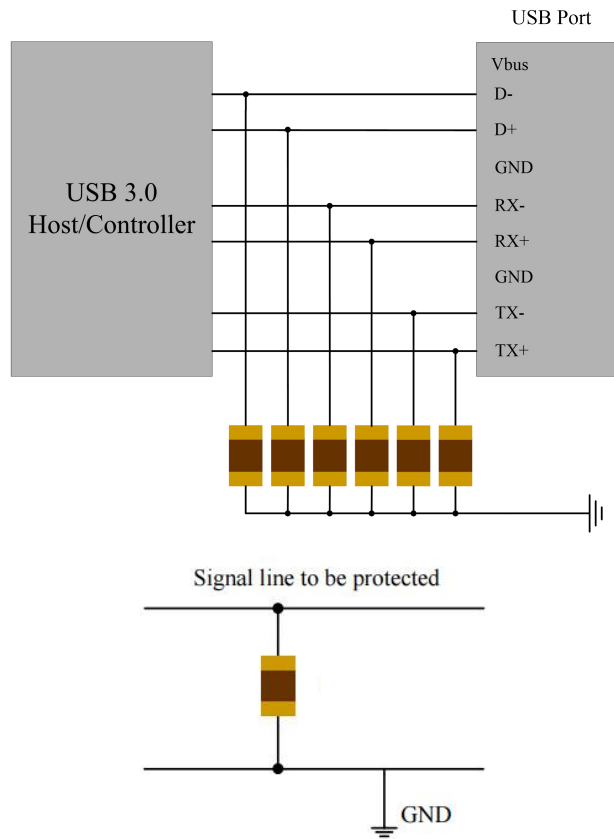 USB Port
USB 3.0
Host/Controller
Vbus
D-
D+
GND
RX-
RX+
GND
TX-
TX+
Signal line to be protected
GND